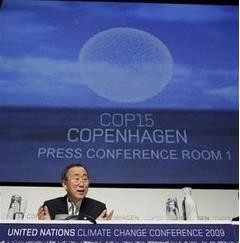 COP15
COPENHAGEN
PRESS CONFERENCE ROOM 1
UNITED NATIONS CLIMATE CHANGE CONFERENCE 2009